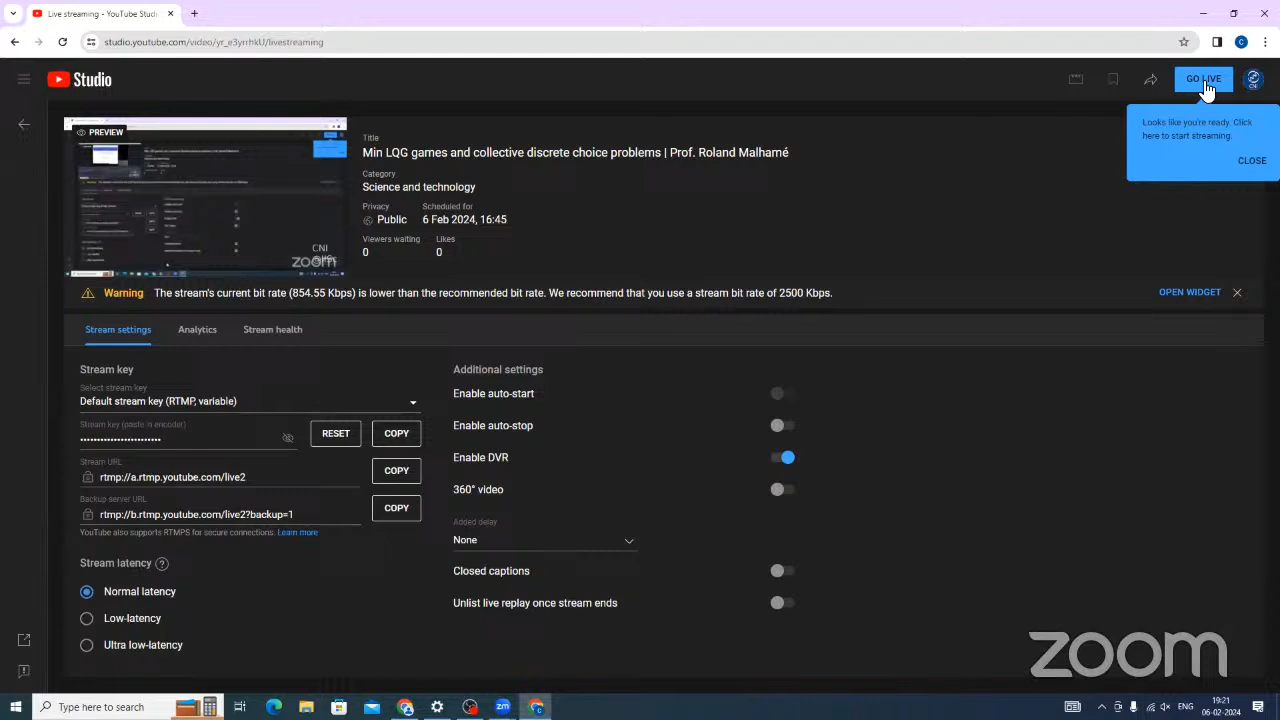 Live streaming - YouTube Studi
studio.youtube.com/video/yr_e3yrrhkU/livestreaming
C
Studio
GO LIVE
Looks like you're ready. Click
here to start streaming.
CLOSE
PREVIEW
CNI
zoom
Title
Min LQG games and collective discrete choice problems | Prof. Roland Malhamé
Category
Science and technology
Privacy
Scheduled for
Public
6 Feb 2024, 16:45
Viewers waiting
Likes
0
0
Warning The stream's current bit rate (854.55 Kbps) is lower than the recommended bit rate. We recommend that you use a stream bit rate of 2500 Kbps.
OPEN WIDGET
Stream settings
Analytics
Stream health
Stream key
Select stream key
Default stream key (RTMP, variable)
Stream key (paste in encoder)
••••••••••••••••••••••••
RESET
COPY
Stream URL
rtmp://a.rtmp.youtube.com/live2
COPY
Backup server URL
rtmp://b.rtmp.youtube.com/live2?backup=1
COPY
YouTube also supports RTMPS for secure connections. Learn more
Stream latency
Normal latency
Low-latency
Ultra low-latency
Additional settings
Enable auto-start
Enable auto-stop
Enable DVR
360° video
Added delay
None
Closed captions
Unlist live replay once stream ends
zoom
Type here to search
zm
ENG
19:21
06-02-2024